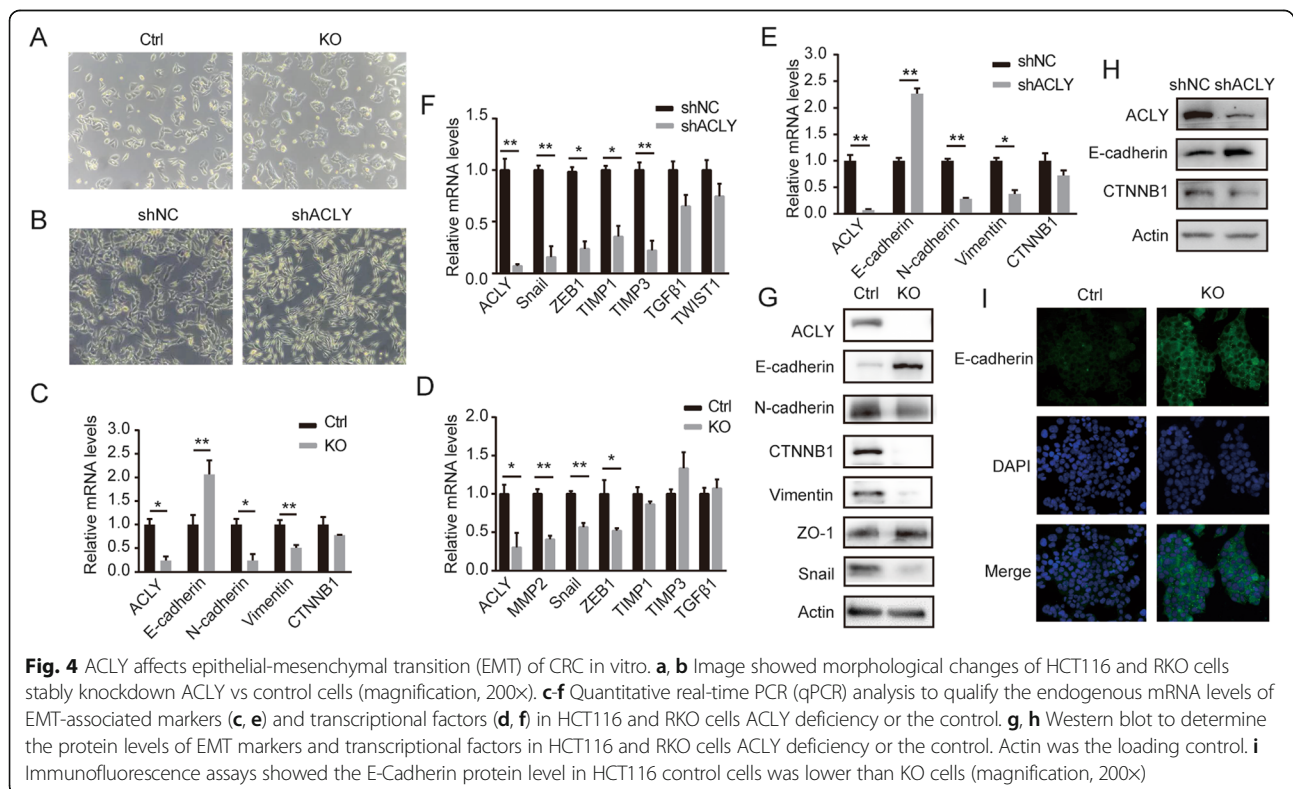 A
Ctrl KO
B
shNC shACLY
C
Relative mRNA levels
3.0
2.5
2.0
1.5
1.0
0.5
0.0
Ctrl
KO
* ** * **
ACLY E-cadherin N-cadherin Vimentin CTNNB1
F
Relative mRNA levels
1.5
1.0
0.5
0.0
shNC
shACLY
** ** * * **
ACLY Snail ZEB1 TIMP1 TIMP3 TGFβ1 TWIST1
D
Relative mRNA levels
2.0
1.5
1.0
0.5
0.0
Ctrl
KO
* ** ** *
ACLY MMP2 Snail ZEB1 TIMP1 TIMP3 TGFβ1
E
Relative mRNA levels
3.0
2.5
2.0
1.5
1.0
0.5
0.0
shNC
shACLY
** ** ** *
ACLY E-cadherin N-cadherin Vimentin CTNNB1
G
Ctrl KO
ACLY
E-cadherin
N-cadherin
CTNNB1
Vimentin
ZO-1
Snail
Actin
H
shNC shACLY
ACLY
E-cadherin
CTNNB1
Actin
I
Ctrl KO
E-cadherin
DAPI
Merge
Fig. 4 ACLY affects epithelial-mesenchymal transition (EMT) of CRC in vitro. a, b Image showed morphological changes of HCT116 and RKO cells
stably knockdown ACLY vs control cells (magnification, 200×). c-f Quantitative real-time PCR (qPCR) analysis to qualify the endogenous mRNA levels of
EMT-associated markers (c, e) and transcriptional factors (d, f) in HCT116 and RKO cells ACLY deficiency or the control. g, h Western blot to determine
the protein levels of EMT markers and transcriptional factors in HCT116 and RKO cells ACLY deficiency or the control. Actin was the loading control. i
Immunofluorescence assays showed the E-Cadherin protein level in HCT116 control cells was lower than KO cells (magnification, 200×)